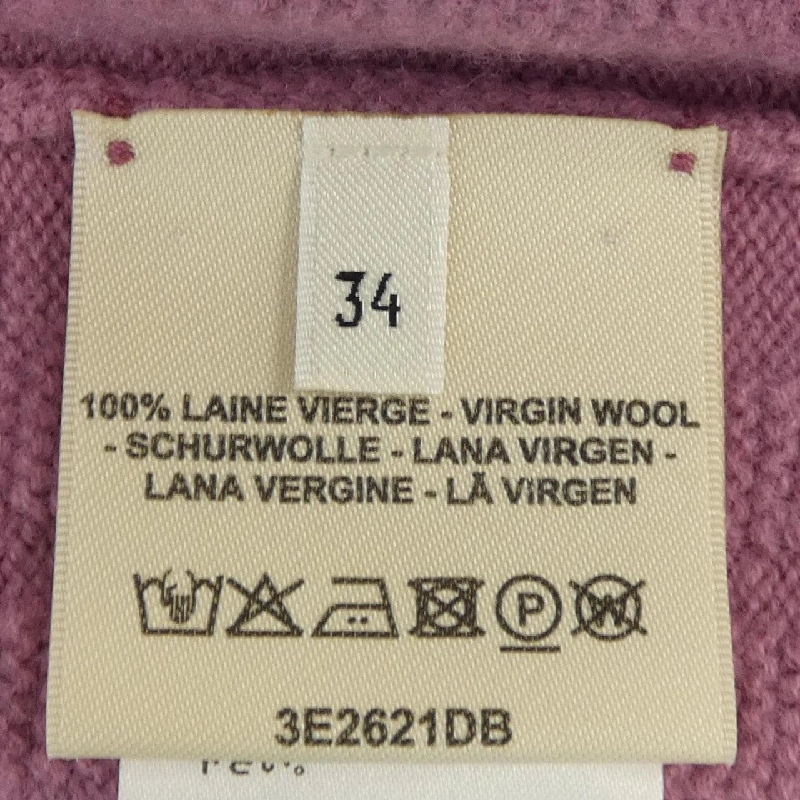 34
100% LAINE VIERGE - VIRGIN WOOL
- SCHURWOLLE - LANA VIRGEN -
LANA VERGINE - LÃ VIRGEN
P W
3E2621DB